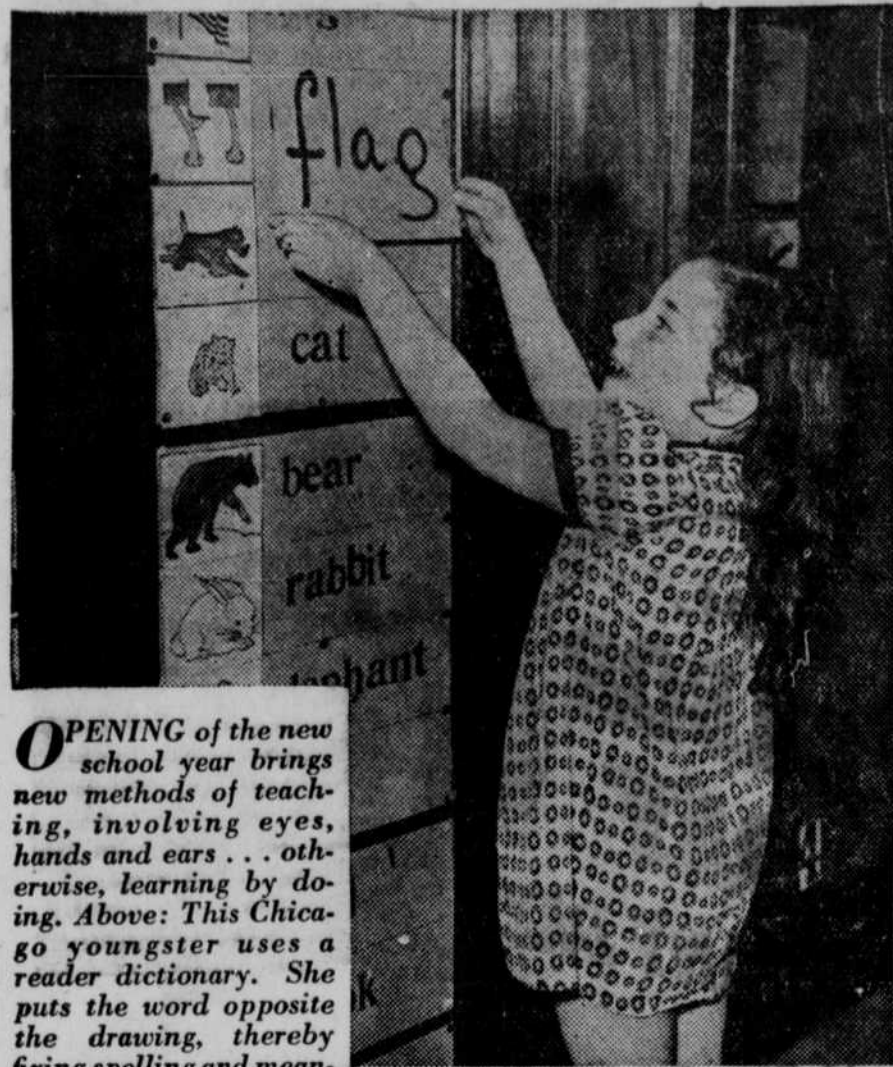 flag
cat
bear
rabbit
OPENING of the new
school year brings
new methods of teach-
ing, involving eyes,
hands and ears . . . oth-
erwise, learning by do-
ing. Above: This Chica-
go youngster uses a
reader dictionary. She
puts the word opposite
the drawing, thereby